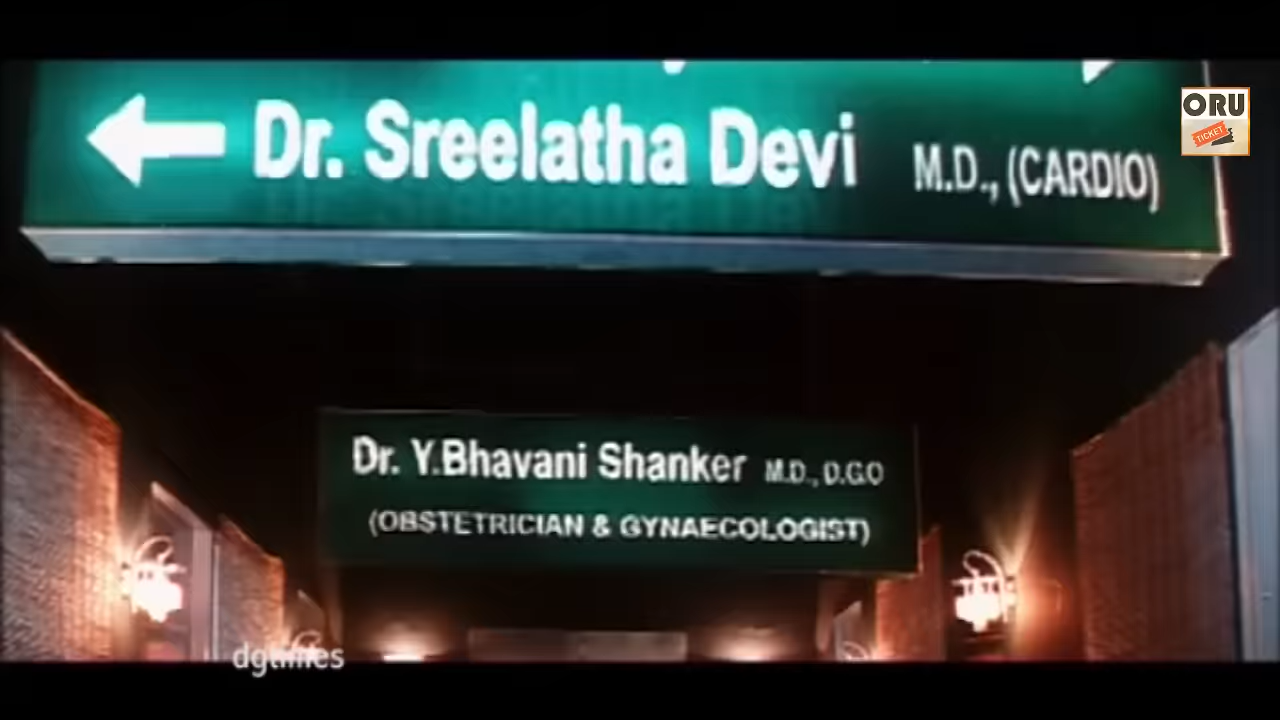 ORU
TICKET
Dr. Sreelatha Devi M.D., (CARDIO)
Dr. Y.Bhavani Shanker M.D., D.G.O
(OBSTETRICIAN & GYNAECOLOGIST)
dgtimes